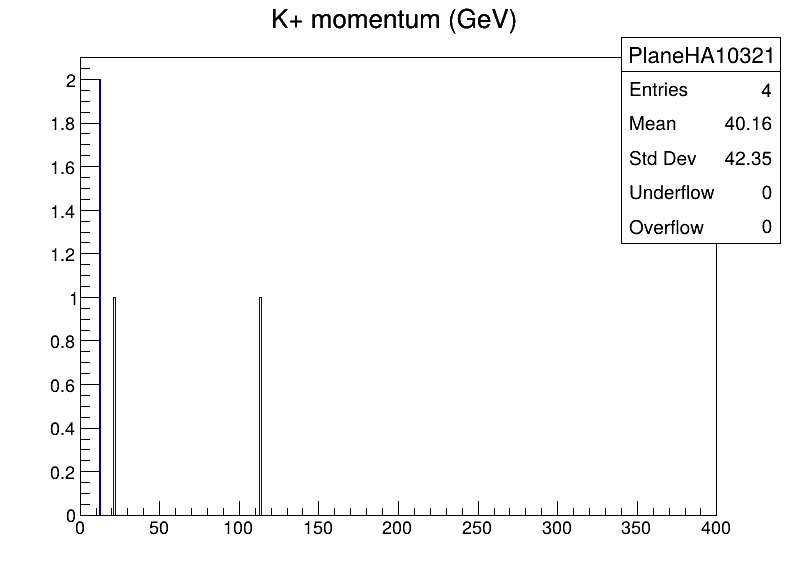 K+ momentum (GeV)
PlaneHA10321
Entries 4
Mean 40.16
Std Dev 42.35
Underflow 0
Overflow 0
2
1.8
1.6
1.4
1.2
1
0.8
0.6
0.4
0.2
0
0 50 100 150 200 250 300 350 400